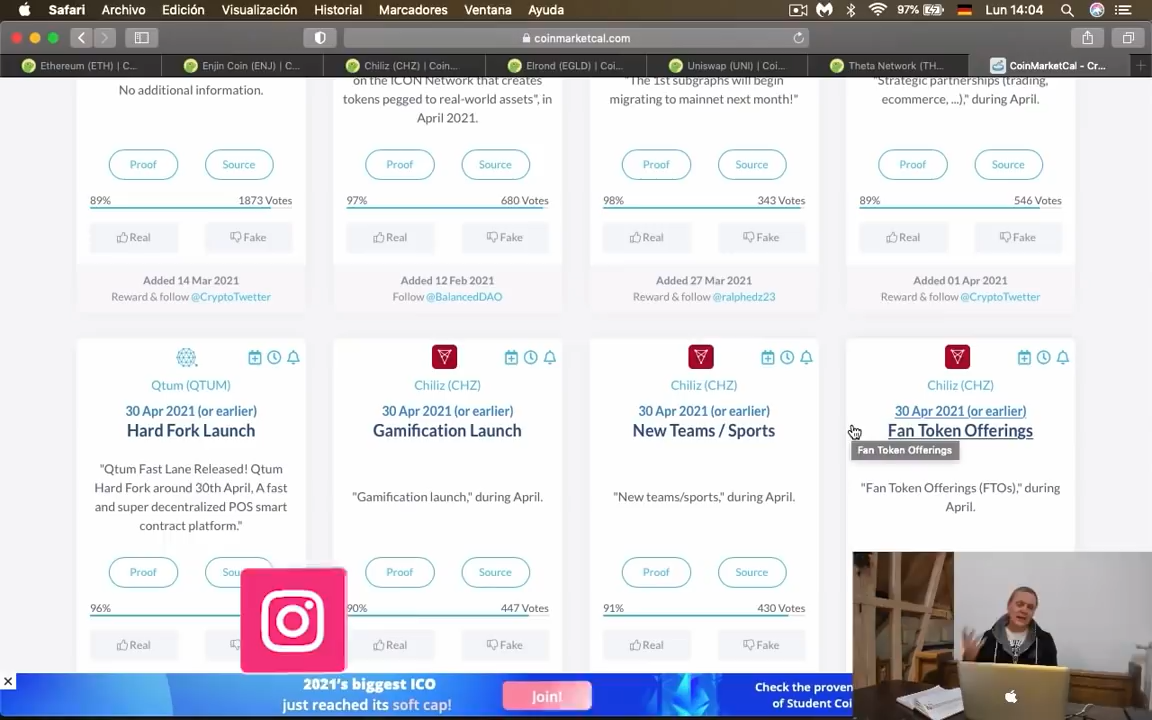 Safari Archivo Edición Visualización Historial Marcadores Ventana Ayuda 97% Lun 14:04
coinmarketcal.com
Ethereum (ETH) | C... Enjin Coin (ENJ) | C... Chiliz (CHZ) | Coin... Elrond (EGLD) | Coi... Uniswap (UNI) | Coi... Theta Network (TH... CoinMarketCal - Cr...
No additional information.
on the ICON Network that creates
tokens pegged to real-world assets", in
April 2021.
"The 1st subgraphs will begin
migrating to mainnet next month!"
"Strategic partnerships (trading,
ecommerce, ...)," during April.
Proof Source Proof Source Proof Source Proof Source
89% 1873 Votes 97% 680 Votes 98% 343 Votes 89% 546 Votes
Real Fake Real Fake Real Fake Real Fake
Added 14 Mar 2021 Added 12 Feb 2021 Added 27 Mar 2021 Added 01 Apr 2021
Reward & follow @CryptoTwetter Follow @BalancedDAO Reward & follow @ralphedz23 Reward & follow @CryptoTwetter
Qtum (QTUM)
30 Apr 2021 (or earlier)
Hard Fork Launch
"Qtum Fast Lane Released! Qtum
Hard Fork around 30th April, A fast
and super decentralized POS smart
contract platform."
Chiliz (CHZ)
30 Apr 2021 (or earlier)
Gamification Launch
"Gamification launch," during April.
Chiliz (CHZ)
30 Apr 2021 (or earlier)
New Teams / Sports
"New teams/sports," during April.
Chiliz (CHZ)
30 Apr 2021 (or earlier)
Fan Token Offerings
Fan Token Offerings
"Fan Token Offerings (FTOs)," during
April.
Proof Sou Proof Source Proof Source
96% 90% 447 Votes 91% 430 Votes
Real Real Fake Real Fake
2021's biggest ICO
just reached its soft cap!
Join!
Check the proven
of Student Coi